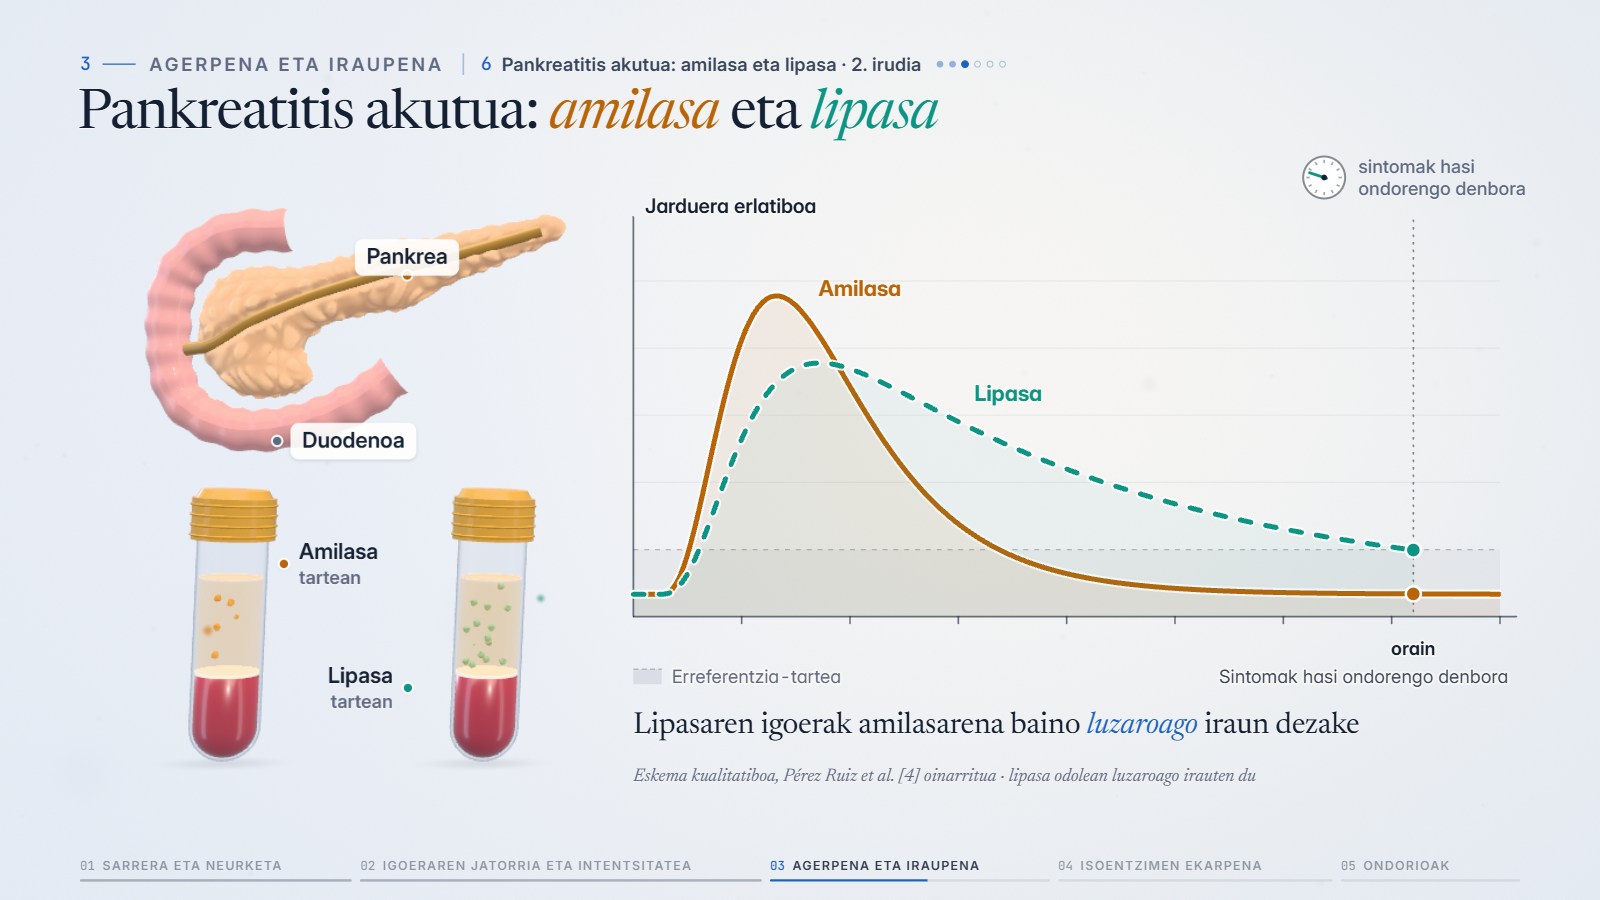 3 — AGERPENA ETA IRAUPENA | 6 Pankreatitis akutua: amilasa eta lipasa · 2. irudia
Pankreatitis akutua: amilasa eta lipasa
sintomak hasi
ondorengo denbora
Jarduera erlatiboa
Pankrea
Duodenoa
Amilasa
Lipasa
Amilasa
tartean
Lipasa
tartean
orain
Erreferentzia-tartea
Sintomak hasi ondorengo denbora
Lipasaren igoerak amilasarena baino luzaroago iraun dezake
Eskema kualitatiboa, Pérez Ruiz et al. [4] oinarritua · lipasa odolean luzaroago irauten du
01 SARRERA ETA NEURKETA
02 IGOERAREN JATORRIA ETA INTENTSITATEA
03 AGERPENA ETA IRAUPENA
04 ISOENTZIMEN EKARPENA
05 ONDORIOAK